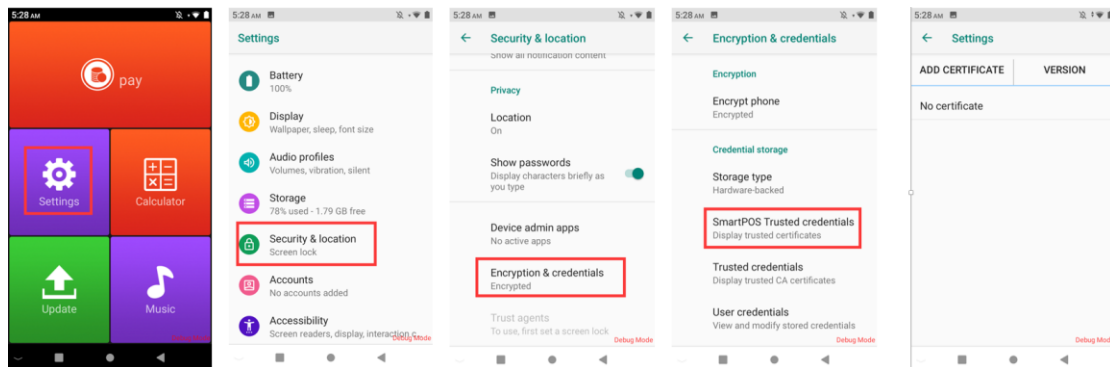 5:28 AM
pay
Settings
Calculator
Update
Music
5:28 AM
Settings
Battery
100%
Display
Wallpaper, sleep, font size
Audio profiles
Volumes, vibration, silent
Storage
78% used - 1.79 GB free
Security & location
Screen lock
Accounts
No accounts added
Accessibility
Screen readers, display, interaction c
Debug Mode
5:28 AM
Security & location
Show all notification content
Privacy
Location
On
Show passwords
Display characters briefly as
you type
Device admin apps
No active apps
Encryption & credentials
Encrypted
Trust agents
To use, first set a screen lock
Debug Mode
5:28 AM
Encryption & credentials
Encryption
Encrypt phone
Encrypted
Credential storage
Storage type
Hardware-backed
SmartPOS Trusted credentials
Display trusted certificates
Trusted credentials
Display trusted CA certificates
User credentials
View and modify stored credentials
Debug Mode
5:28 AM
Settings
ADD CERTIFICATE
VERSION
No certificate
Debug Mod